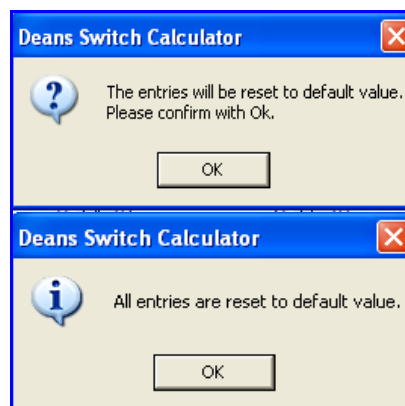 Deans Switch Calculator
The entries will be reset to default value.
Please confirm with Ok.
OK
Deans Switch Calculator
All entries are reset to default value.
OK